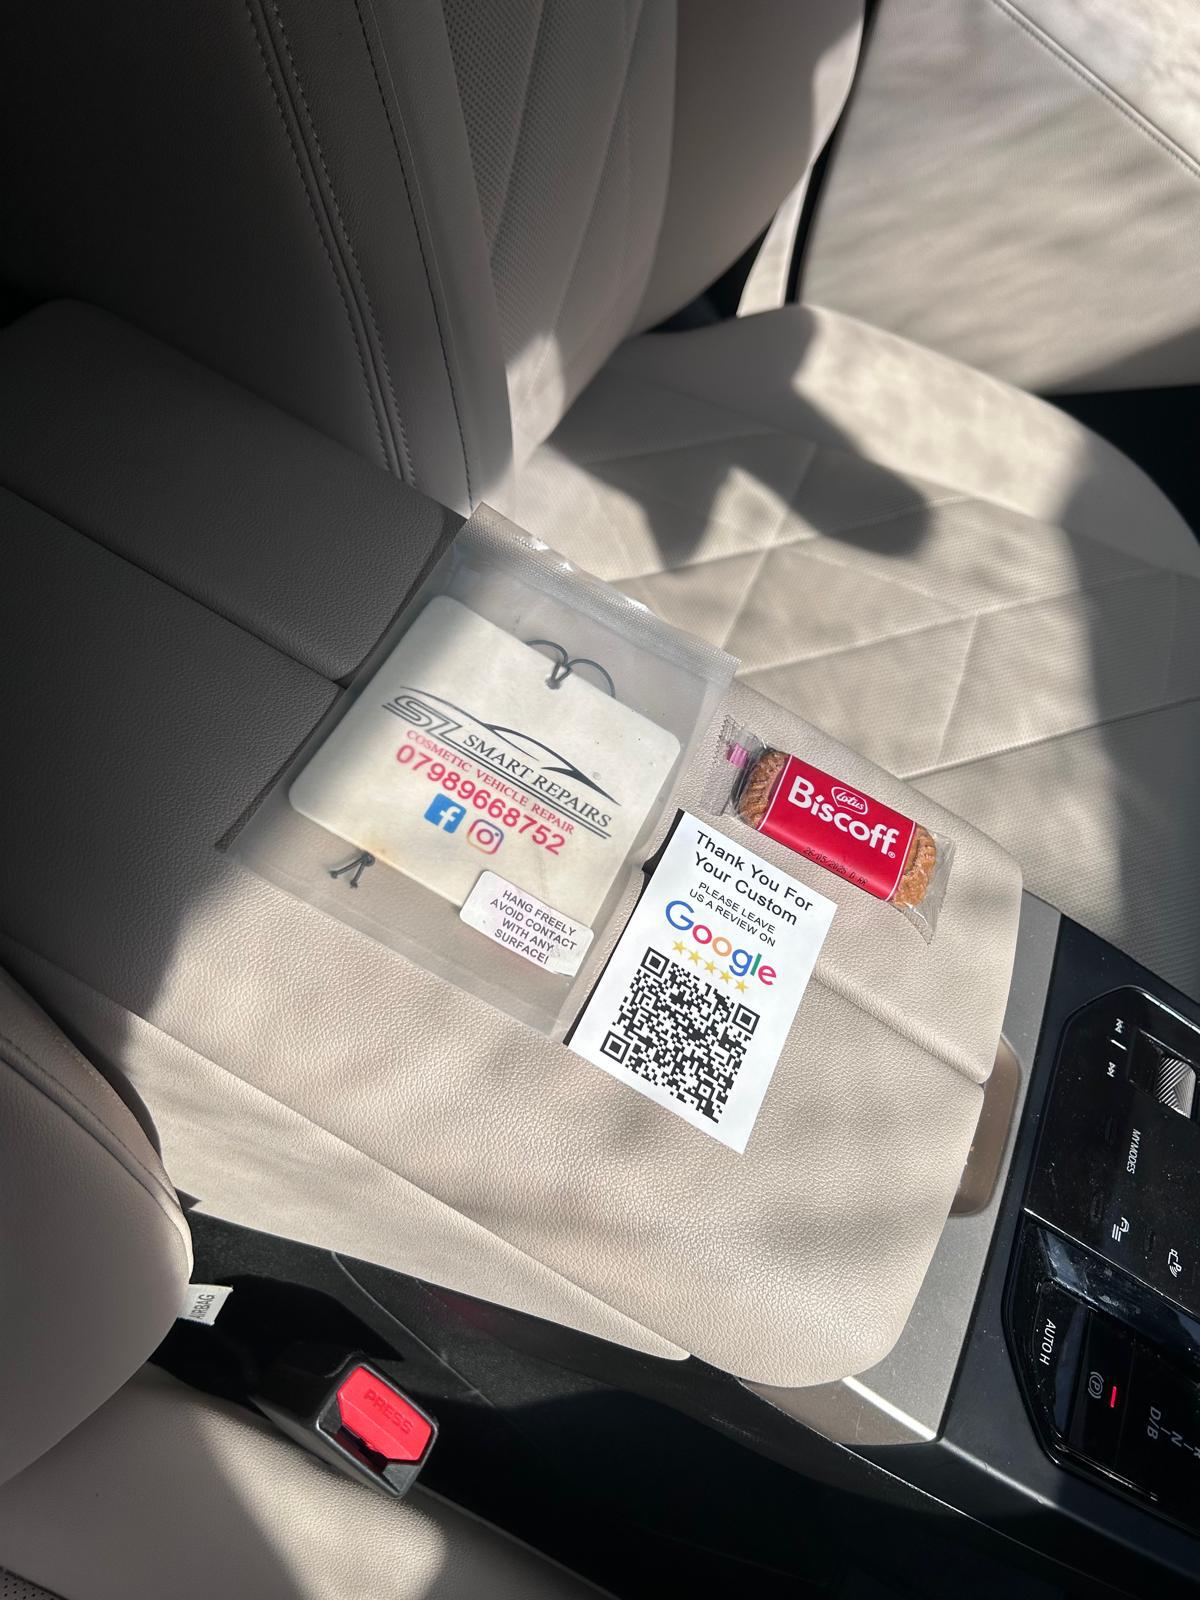 SL SMART REPAIRS
COSMETIC VEHICLE REPAIR
07989668752
HANG FREELY
AVOID CONTACT
WITH ANY
SURFACE!
Lotus
Biscoff®
Thank You For
Your Custom
PLEASE LEAVE
US A REVIEW ON
Google
MY MODES
AUTO H
(P)
D/B
N
R
AIRBAG
PRESS